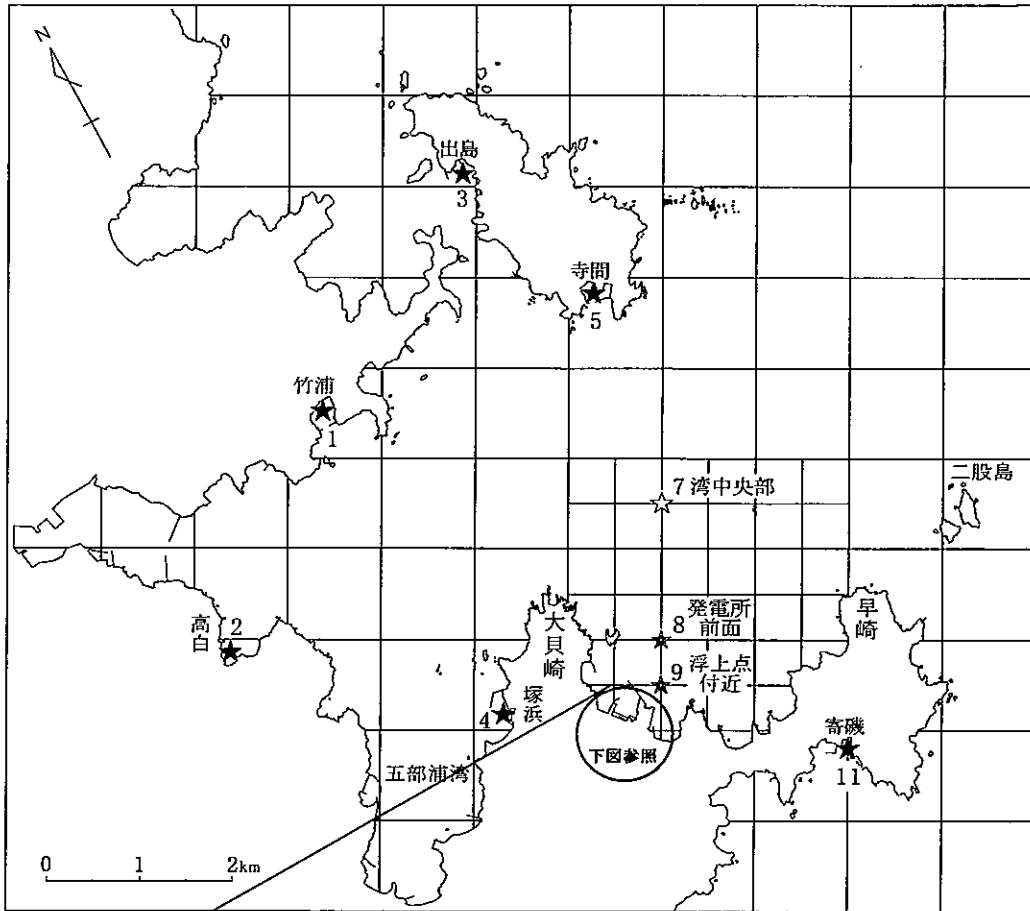 N
出島
3
寺間
5
竹浦
1
二股島
7 湾中央部
高白
2
大貝崎
発電所
前面
8
早崎
9
浮上点
付近
塚浜
4
寄磯
11
下図参照
五部浦湾
0 1 2km